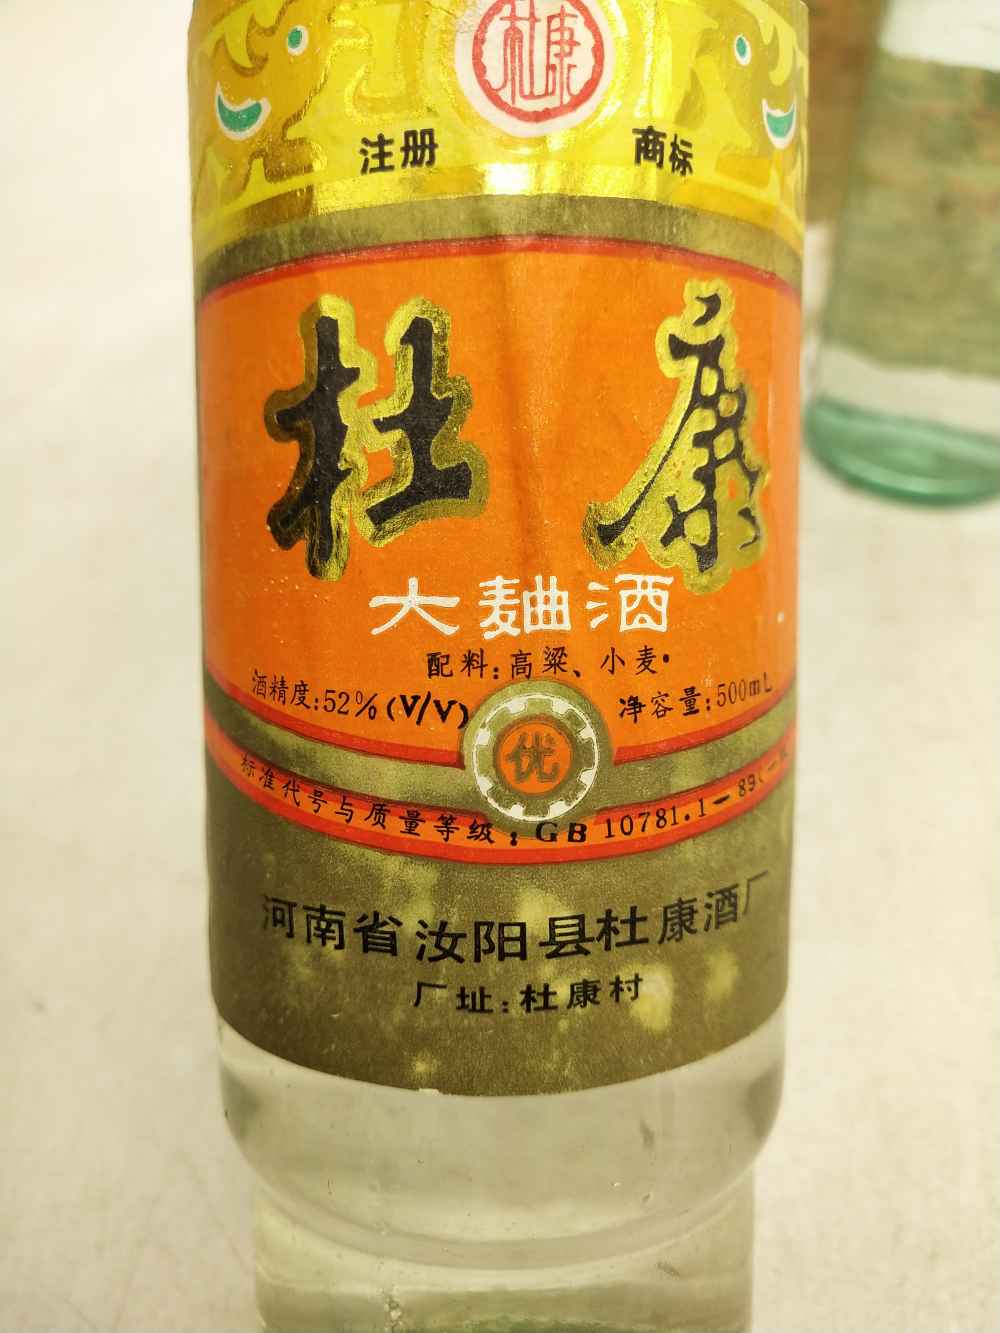 杜康
注册 商标
杜康
大麯酒
配料:高粱、小麦.
酒精度:52%(V/V) 净容量:500mL
优
标准代号与质量等级:GB 10781.1-89(一
河南省汝阳县杜康酒厂
厂址:杜康村